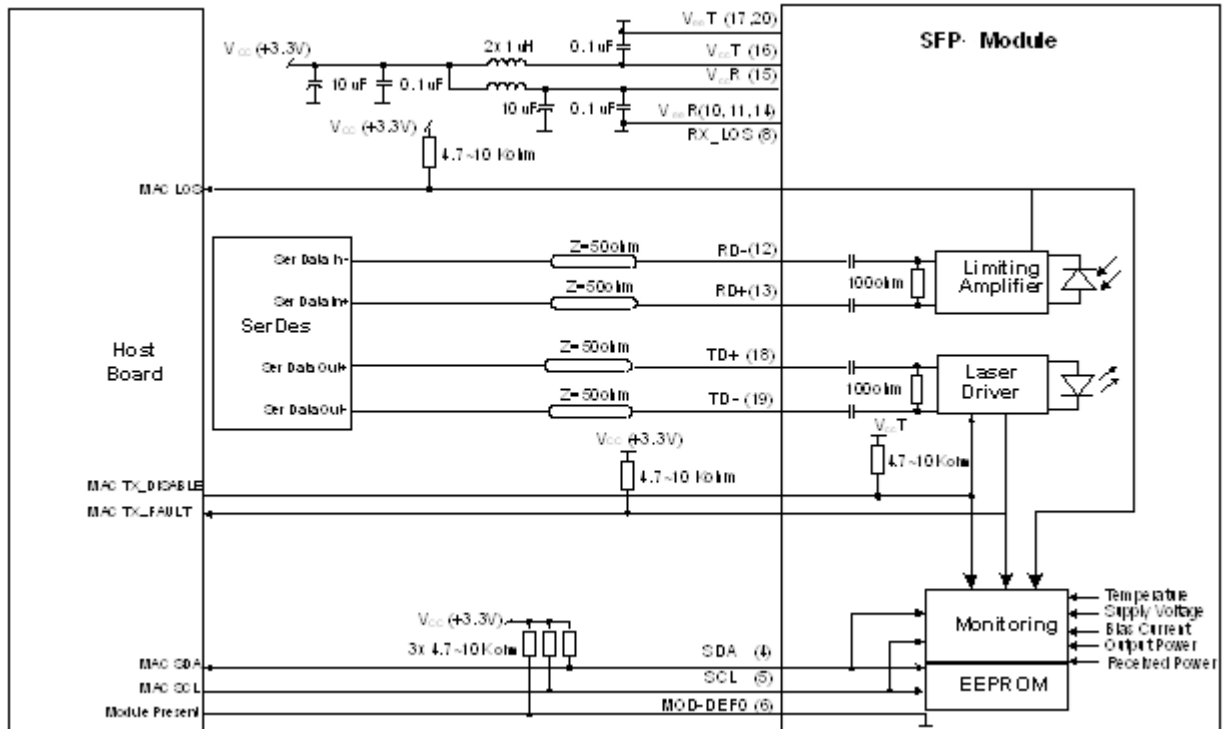 VccT (17,20)
SFP- Module
Vcc (+3.3V)
2x 1 uH
0.1uF
VccT (16)
VccR (15)
10 uF
0.1 uF
10 uF
0.1 uF
VccR(10, 11, 14)
RX_LOS (8)
Vcc (+3.3V)
4.7~10 Kohm
MAC LOS
Z=50ohm
RD-(12)
Ser Data In-
Limiting
Amplifier
100ohm
Z=50ohm
RD+(13)
Ser Data In+
SerDes
Host
Board
Z=50ohm
TD+ (18)
Ser Data Out+
Laser
Driver
100ohm
Z=50ohm
TD- (19)
Ser Data Out-
VccT
Vcc (+3.3V)
4.7~10 Kohm
4.7~10 Kohm
MAC TX_DISABLE
MAC TX_FAULT
Temperature
Supply Voltage
Bias Current
Output Power
Received Power
Monitoring
Vcc (+3.3V)
3x 4.7~10 Kohm
MAC SDA
SDA (4)
EEPROM
MAC SCL
SCL (5)
Module Present
MOD-DEF0 (6)